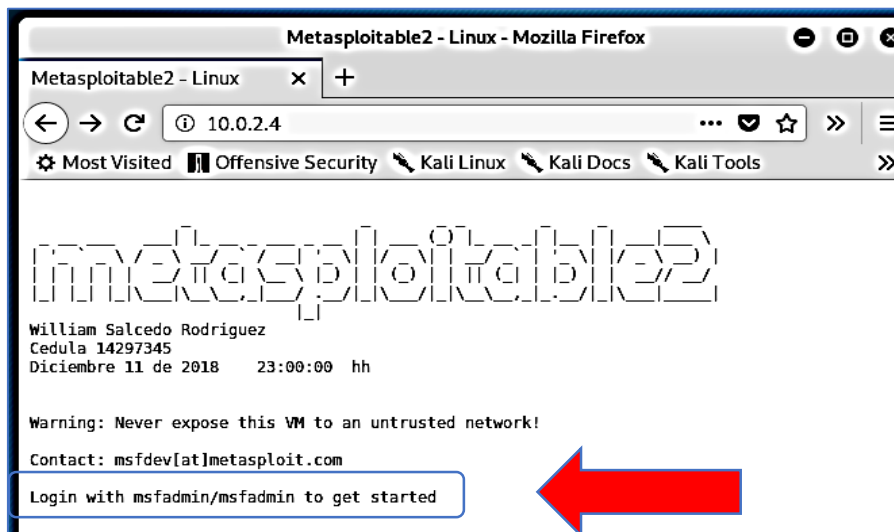 Metasploitable2 - Linux - Mozilla Firefox
Metasploitable2 - Linux
10.0.2.4
Most Visited Offensive Security Kali Linux Kali Docs Kali Tools
metasploitable2
William Salcedo Rodriguez
Cedula 14297345
Diciembre 11 de 2018 23:00:00 hh
Warning: Never expose this VM to an untrusted network!
Contact: msfdev[at]metasploit.com
Login with msfadmin/msfadmin to get started